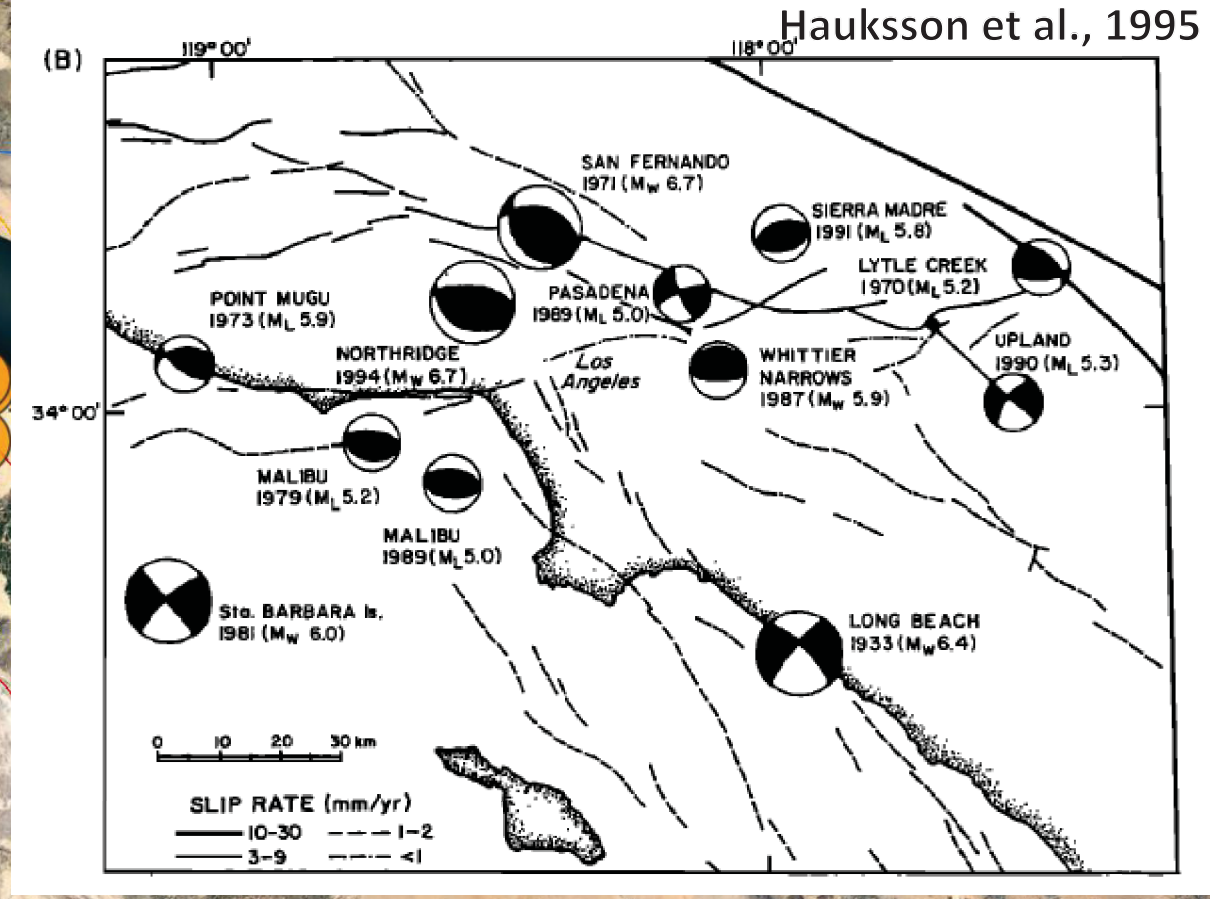 Hauksson et al., 1995
(B)
119° 00'
118° 00'
SAN FERNANDO
1971 (Mw 6.7)
SIERRA MADRE
1991 (ML 5.8)
LYTLE CREEK
1970 (ML 5.2)
PASADENA
1989 (ML 5.0)
POINT MUGU
1973 (ML 5.9)
NORTHRIDGE
1994 (Mw 6.7)
Los
Angeles
WHITTIER
NARROWS
1987 (Mw 5.9)
UPLAND
1990 (ML 5.3)
34° 00'
MALIBU
1979 (ML 5.2)
MALIBU
1989 (ML 5.0)
Sta. BARBARA Is.
1981 (Mw 6.0)
LONG BEACH
1933 (Mw 6.4)
0 10 20 30 km
SLIP RATE (mm/yr)
10-30 1-2
3-9 <1